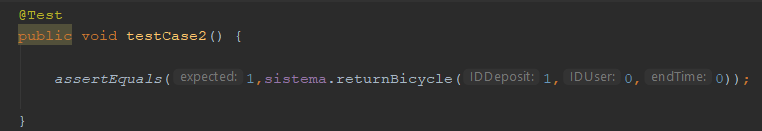 @Test
public void testCase2() {
assertEquals( expected: 1,sistema.returnBicycle( IDDeposit: 1, IDUser: 0, endTime: 0));
}